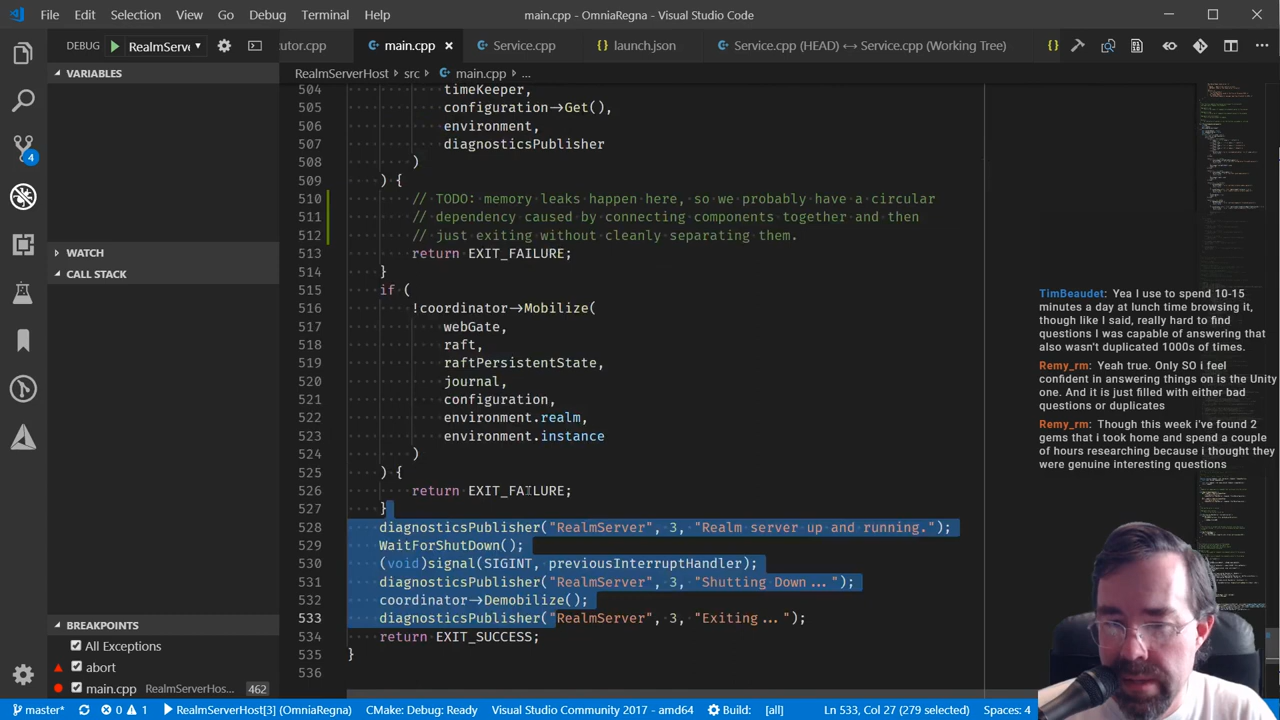 File Edit Selection View Go Debug Terminal Help main.cpp - OmniaRegna - Visual Studio Code
DEBUG RealmServe tutor.cpp main.cpp × Service.cpp {} launch.json Service.cpp (HEAD) ↔ Service.cpp (Working Tree) {}
RealmServerHost › src › main.cpp › ...
VARIABLES
WATCH
CALL STACK
BREAKPOINTS
All Exceptions
abort
main.cpp RealmServerHos... 462
4
504 timeKeeper,
505 configuration->Get(),
506 environment,
507 diagnosticsPublisher
508 )
509 ) {
510 // TODO: memory leaks happen here, so we probably have a circular
511 // dependency caused by connecting components together and then
512 // just exiting without cleanly separating them.
513 return EXIT_FAILURE;
514 }
515 if (
516 !coordinator->Mobilize(
517 webGate,
518 raft,
519 raftPersistentState,
520 journal,
521 configuration,
522 environment.realm,
523 environment.instance
524 )
525 ) {
526 return EXIT_FAILURE;
527 }
528 diagnosticsPublisher("RealmServer", 3, "Realm server up and running.");
529 WaitForShutDown();
530 (void)signal(SIGINT, previousInterruptHandler);
531 diagnosticsPublisher("RealmServer", 3, "Shutting Down...");
532 coordinator->Demobilize();
533 diagnosticsPublisher("RealmServer", 3, "Exiting...");
534 return EXIT_SUCCESS;
535 }
536
TimBeaudet: Yea I use to spend 10-15
minutes a day at lunch time browsing it,
though like I said, really hard to find
questions I was capable of answering that
also wasn't duplicated 1000s of times.
Remy_rm: Yeah true. Only SO i feel
confident in answering things on is the Unity
one. And it is just filled with either bad
questions or duplicates
Remy_rm: Though this week i've found 2
gems that i took home and spend a couple
of hours researching because i thought they
were genuine interesting questions
master* 0 1 RealmServerHost[3] (OmniaRegna) CMake: Debug: Ready Visual Studio Community 2017 - amd64 Build: [all] Ln 533, Col 27 (279 selected) Spaces: 4